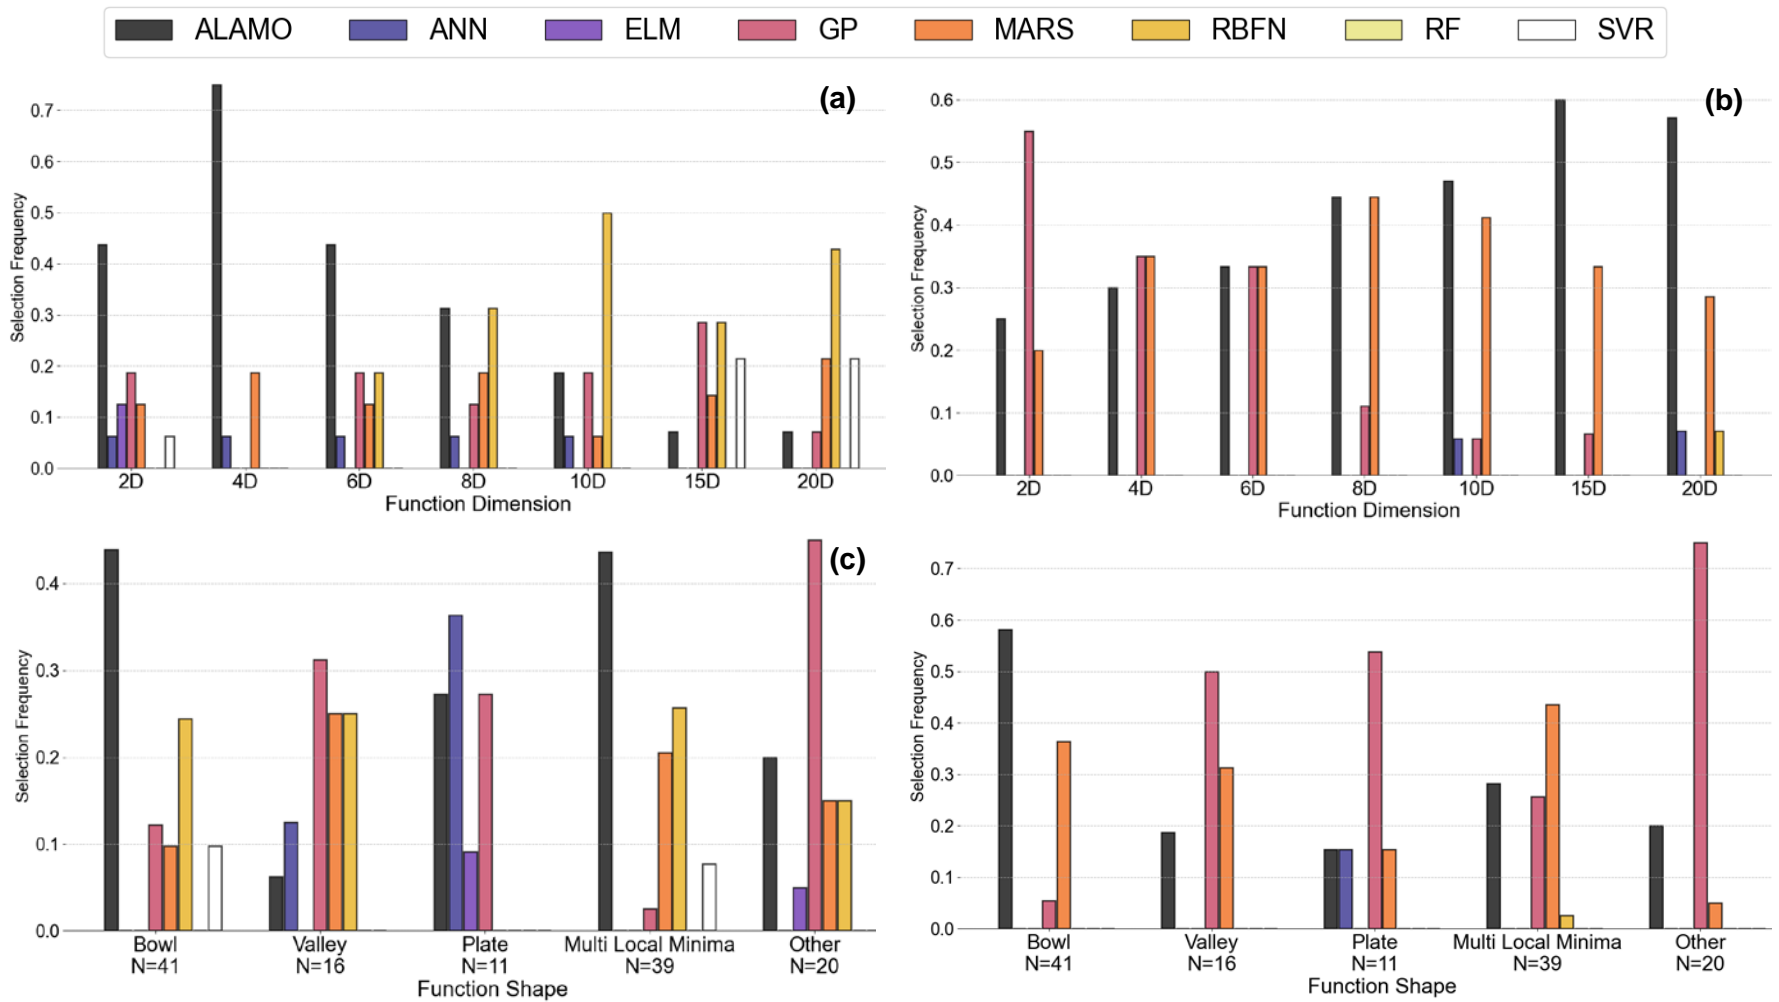 ALAMO ANN ELM GP MARS RBFN RF SVR
(a)
0.7
0.6
0.5
0.4
0.3
0.2
0.1
0.0
Selection Frequency
2D 4D 6D 8D 10D 15D 20D
Function Dimension
(b)
0.6
0.5
0.4
0.3
0.2
0.1
0.0
Selection Frequency
2D 4D 6D 8D 10D 15D 20D
Function Dimension
(c)
0.4
0.3
0.2
0.1
0.0
Selection Frequency
Bowl Valley Plate Multi Local Minima Other
N=41 N=16 N=11 N=39 N=20
Function Shape
0.7
0.6
0.5
0.4
0.3
0.2
0.1
0.0
Selection Frequency
Bowl Valley Plate Multi Local Minima Other
N=41 N=16 N=11 N=39 N=20
Function Shape